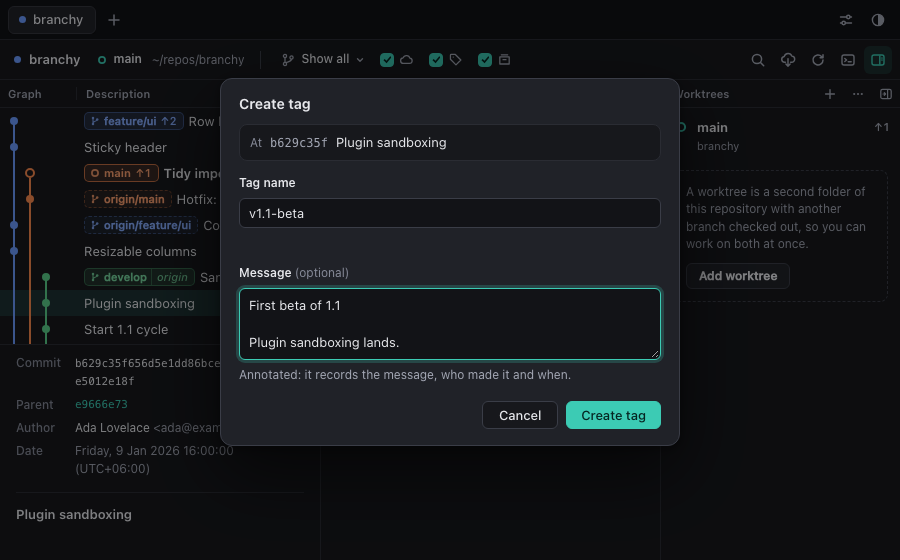 branchy
branchy main ~/repos/branchy Show all
Graph Description
Worktrees
feature/ui ↑2 Row
Sticky header
main ↑1 Tidy
origin/main Hotfix:
origin/feature/ui
Resizable columns
develop origin
Plugin sandboxing
Start 1.1 cycle
Commit b629c35f656d5e1dd86bce
e5012e18f
Parent e9666e73
Author Ada Lovelace <ada@exam
Date Friday, 9 Jan 2026 16:00:00
(UTC+06:00)
Plugin sandboxing
Create tag
At b629c35f Plugin sandboxing
Tag name
v1.1-beta
Message (optional)
First beta of 1.1
Plugin sandboxing lands.
Annotated: it records the message, who made it and when.
Cancel Create tag
main ↑1
branchy
A worktree is a second folder of
this repository with another
branch checked out, so you can
work on both at once.
Add worktree